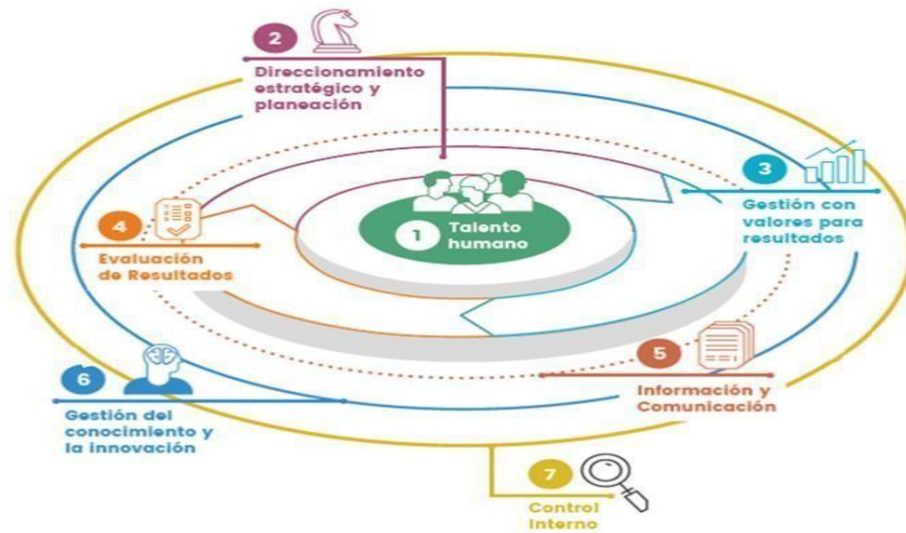 2
Direccionamiento
estratégico y
planeación
3
Gestión con
valores para
resultados
1
Talento
humano
4
Evaluación
de Resultados
5
Información y
Comunicación
6
Gestión del
conocimiento y
la innovación
7
Control
Interno